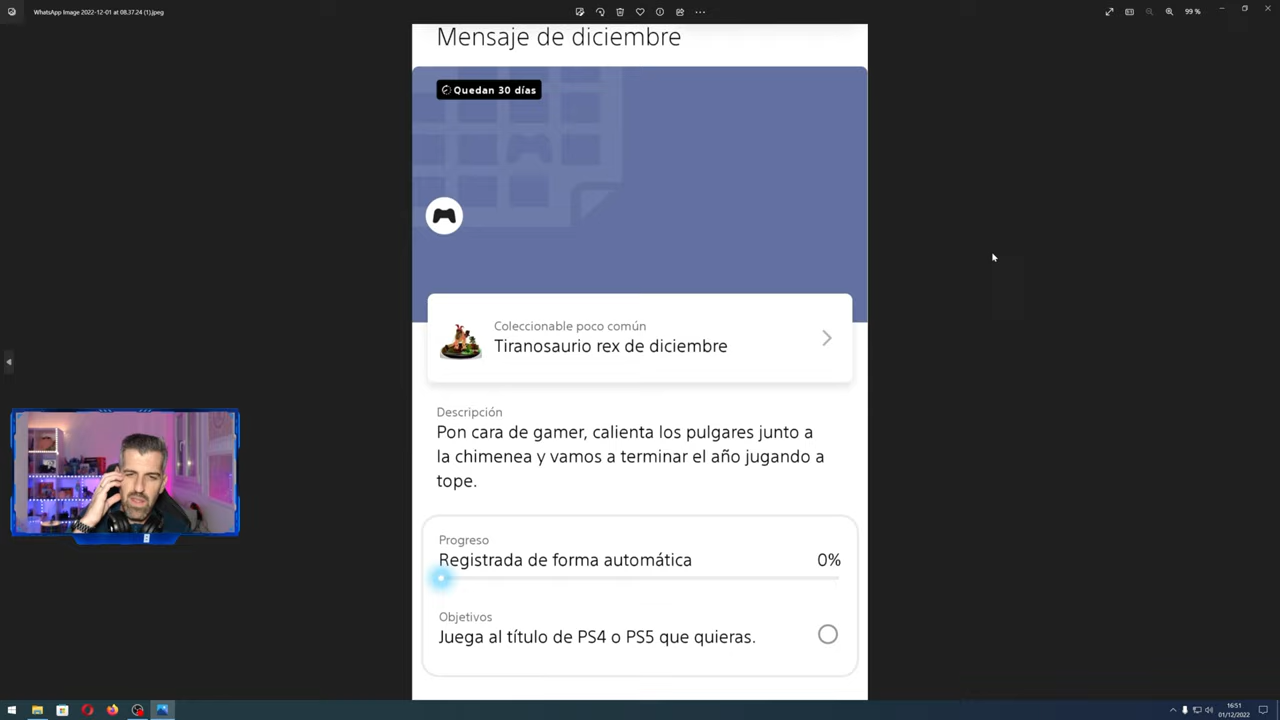 WhatsApp Image 2022-12-01 at 08.37.24 (1).jpeg
99 %
Mensaje de diciembre
Quedan 30 días
Coleccionable poco común
Tiranosaurio rex de diciembre
Descripción
Pon cara de gamer, calienta los pulgares junto a
la chimenea y vamos a terminar el año jugando a
tope.
Progreso
Registrada de forma automática 0%
Objetivos
Juega al título de PS4 o PS5 que quieras.
16:51
01/12/2022